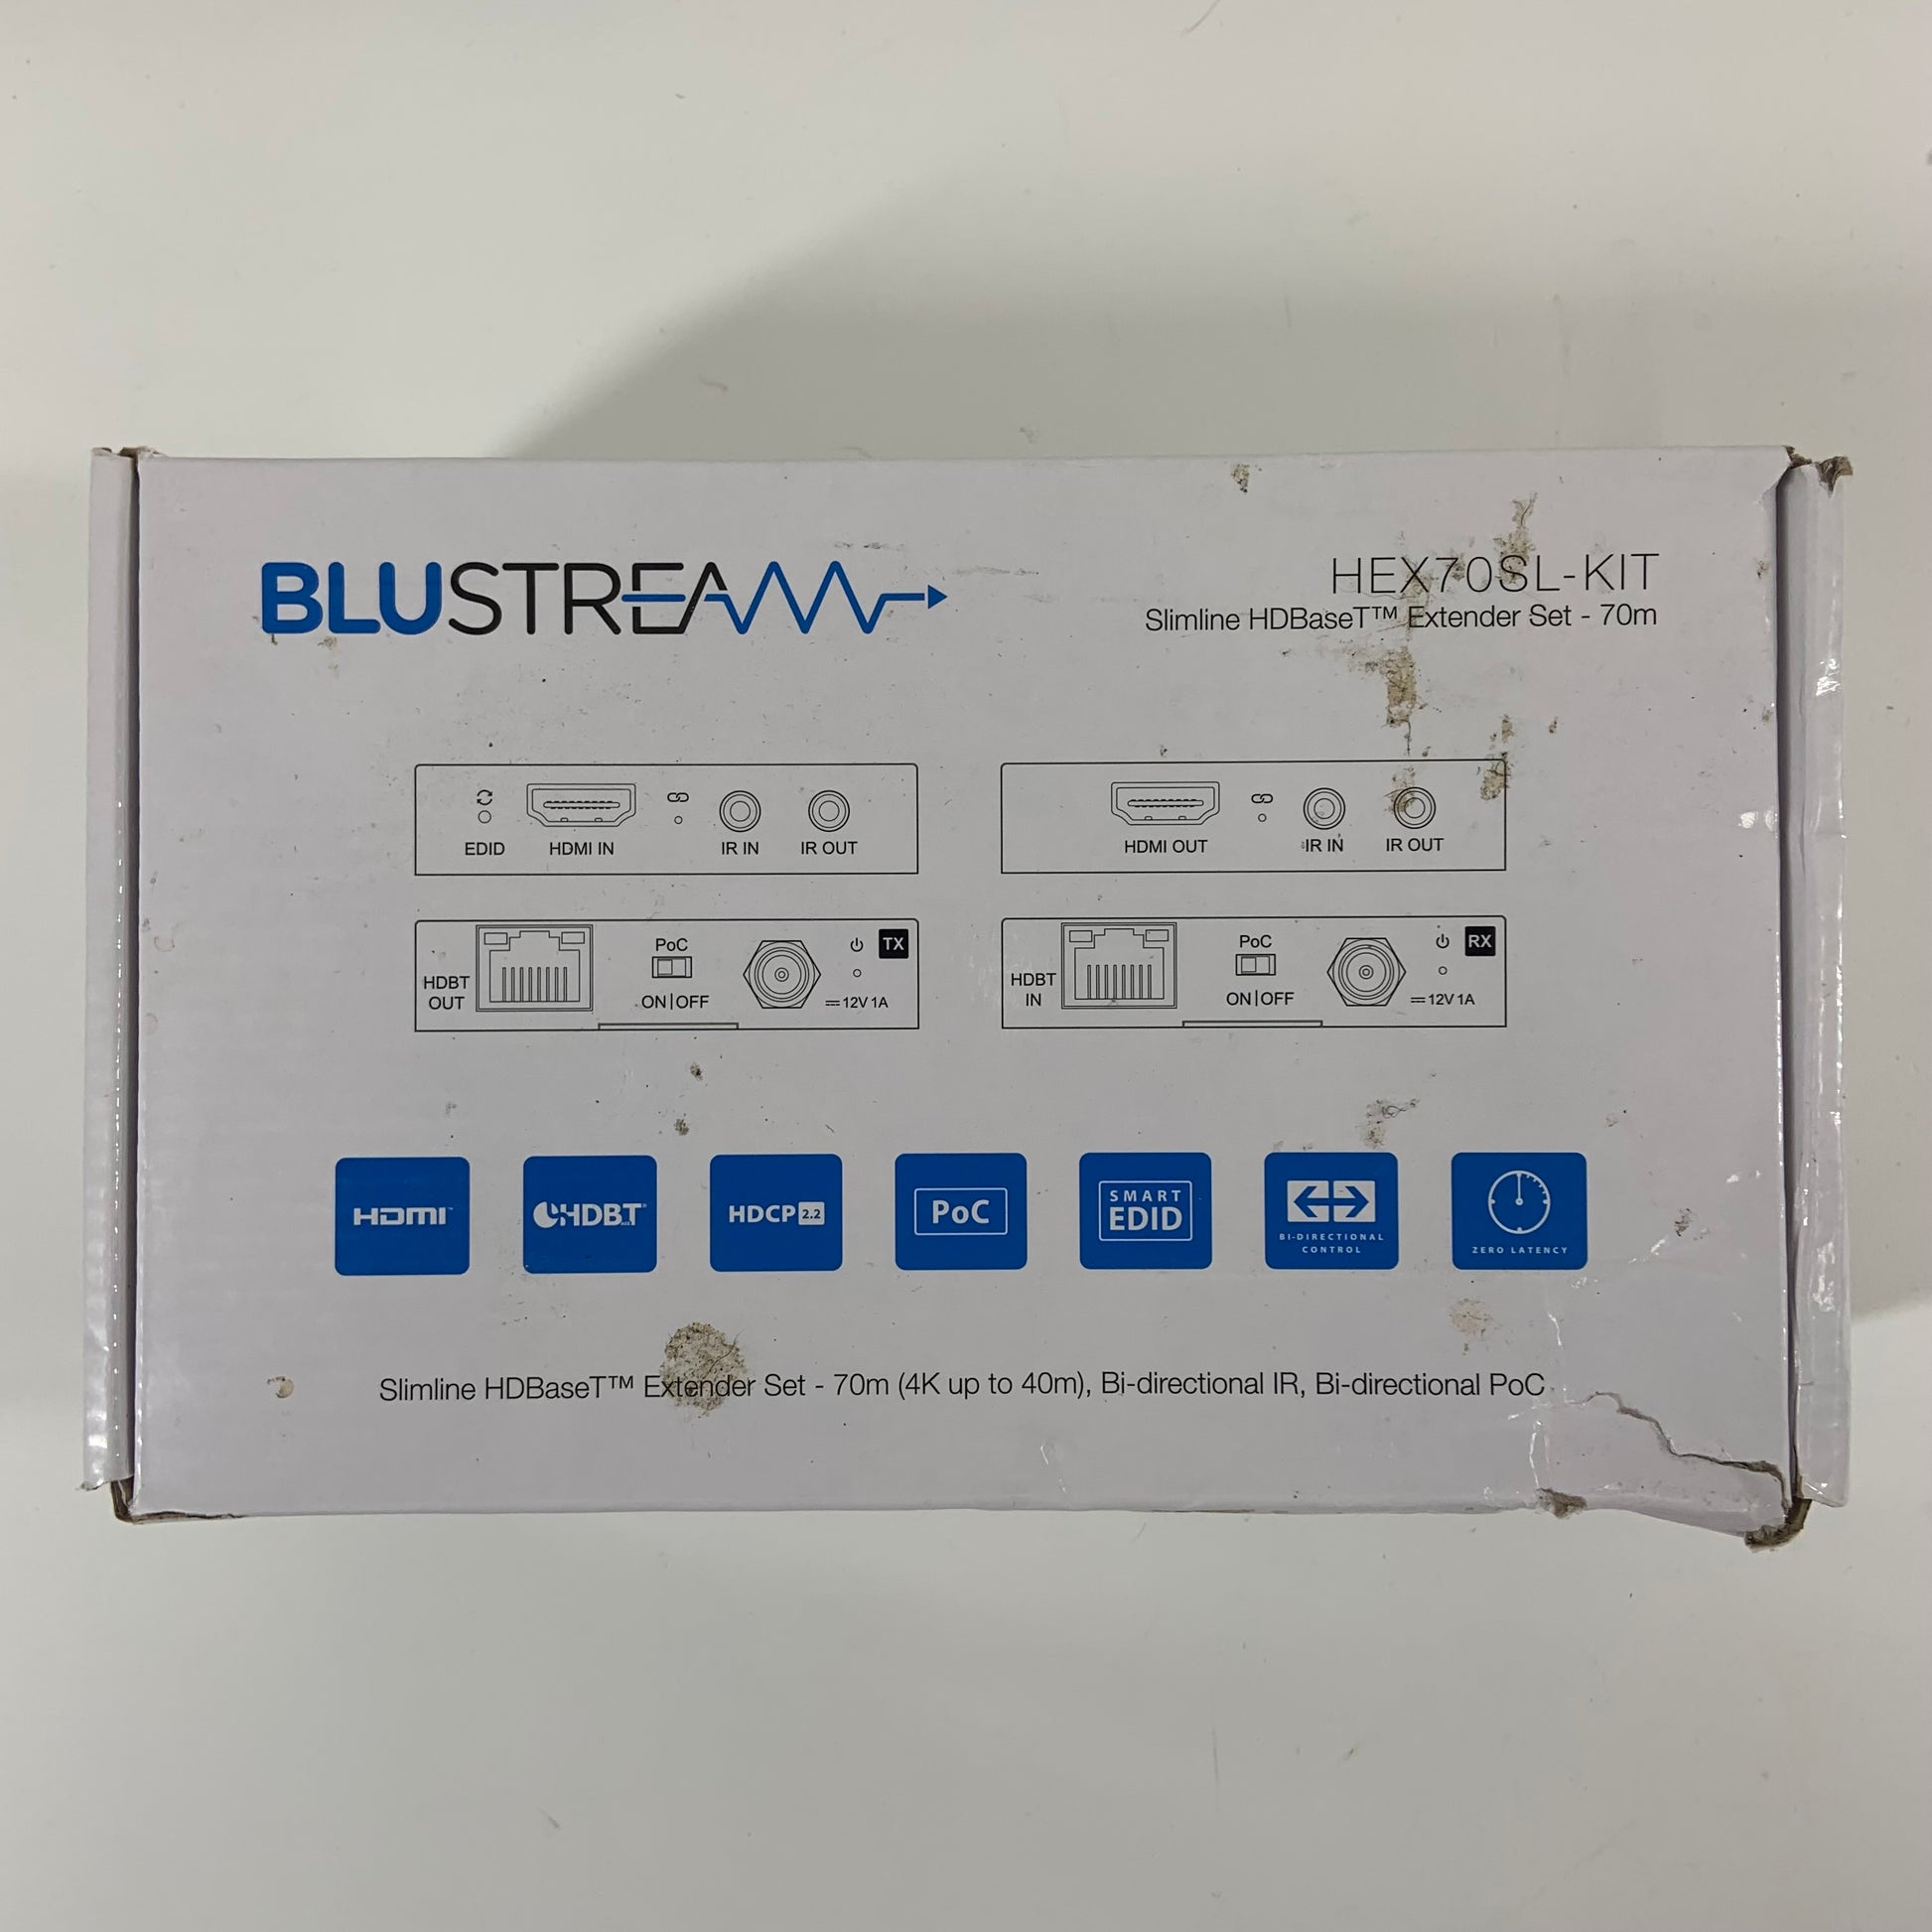 BLUSTREAM
HEX70SL-KIT
Slimline HDBaseT™ Extender Set - 70m
EDID HDMI IN IR IN IR OUT
HDMI OUT IR IN IR OUT
HDBT OUT PoC ON|OFF 12V 1A TX
HDBT IN PoC ON|OFF 12V 1A RX
HDMI™
HDBT
HDCP 2.2
PoC
SMART
EDID
BI-DIRECTIONAL
CONTROL
ZERO LATENCY
Slimline HDBaseT™ Extender Set - 70m (4K up to 40m), Bi-directional IR, Bi-directional PoC